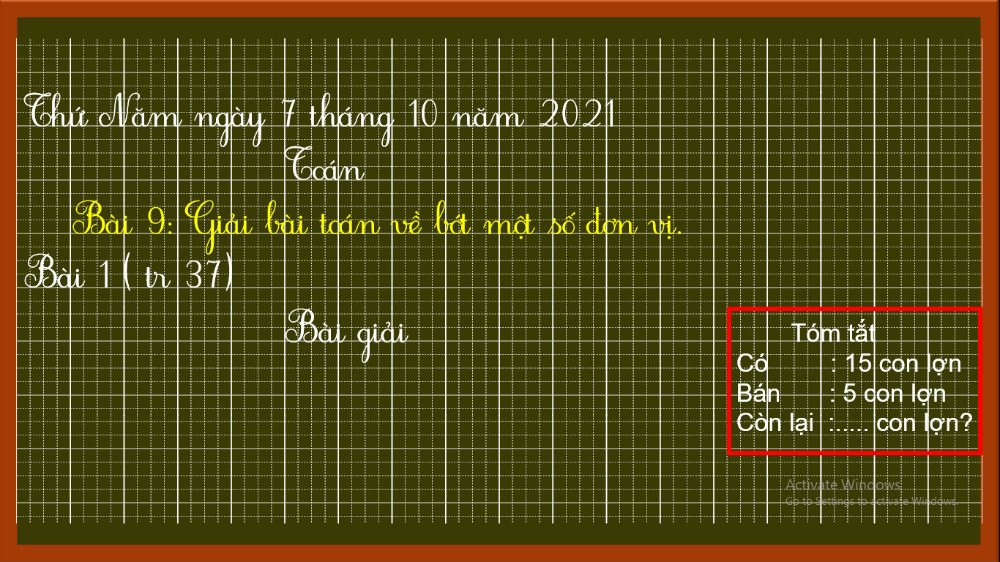 Thứ Năm ngày 7 tháng 10 năm 2021
Toán
Bài 9: Giải bài toán về bớt một số đơn vị.
Bài 1 ( tr 37)
Bài giải
Tóm tắt
Có : 15 con lợn
Bán : 5 con lợn
Còn lại :..... con lợn?
Activate Windows
Go to Settings to activate Windows.